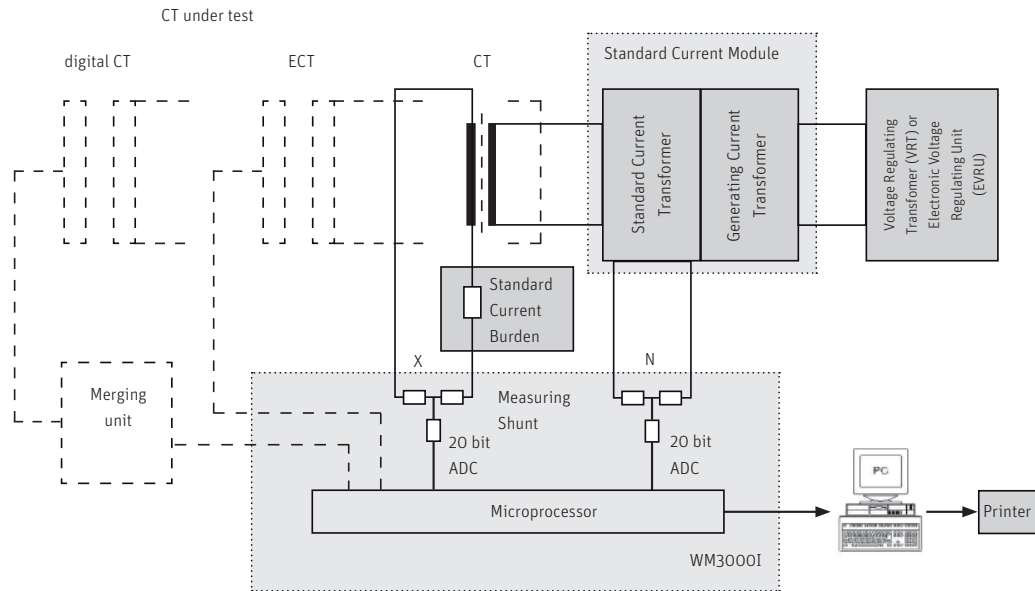 CT under test
digital CT
ECT
CT
Standard Current Module
Standard Current
Transformer
Generating Current
Transformer
Voltage Regulating
Transfomer (VRT) or
Electronic Voltage
Regulating Unit
(EVRU)
Standard
Current
Burden
X
N
Merging
unit
Measuring
Shunt
20 bit
ADC
20 bit
ADC
Microprocessor
WM3000I
PC
Printer